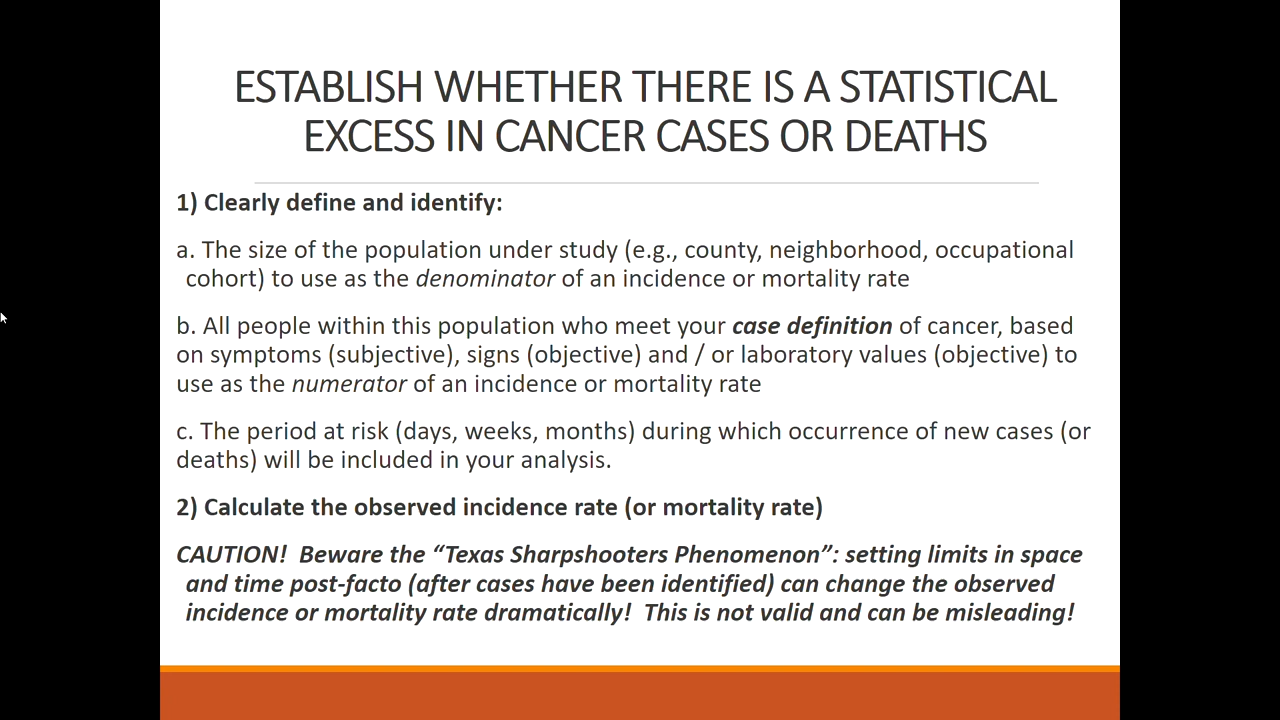 ESTABLISH WHETHER THERE IS A STATISTICAL
EXCESS IN CANCER CASES OR DEATHS
1) Clearly define and identify:
a. The size of the population under study (e.g., county, neighborhood, occupational
cohort) to use as the denominator of an incidence or mortality rate
b. All people within this population who meet your case definition of cancer, based
on symptoms (subjective), signs (objective) and / or laboratory values (objective) to
use as the numerator of an incidence or mortality rate
c. The period at risk (days, weeks, months) during which occurrence of new cases (or
deaths) will be included in your analysis.
2) Calculate the observed incidence rate (or mortality rate)
CAUTION!  Beware the “Texas Sharpshooters Phenomenon”: setting limits in space
and time post-facto (after cases have been identified) can change the observed
incidence or mortality rate dramatically!  This is not valid and can be misleading!